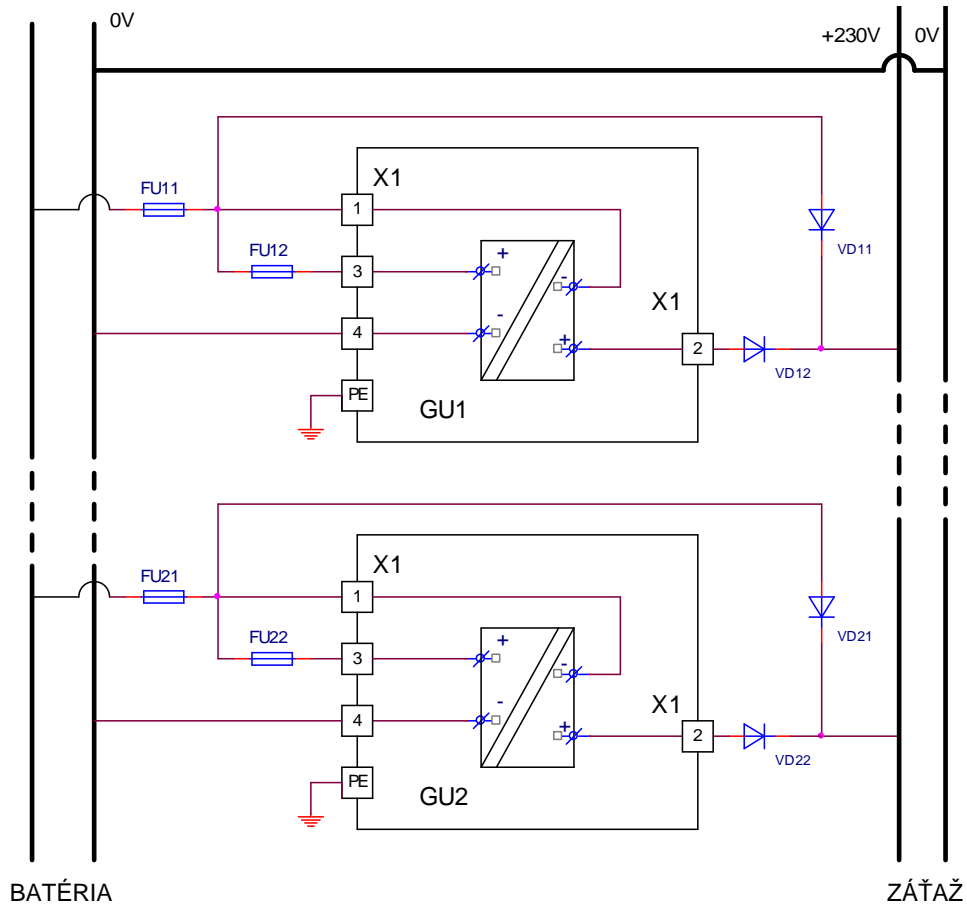 0V
+230V 0V
X1
FU11
1
FU12
+
3
-
VD11
X1
-
4
+
2
VD12
PE
GU1
X1
FU21
1
FU22
+
3
-
VD21
X1
-
4
+
2
VD22
PE
GU2
BATÉRIA
ZÁŤAŽ